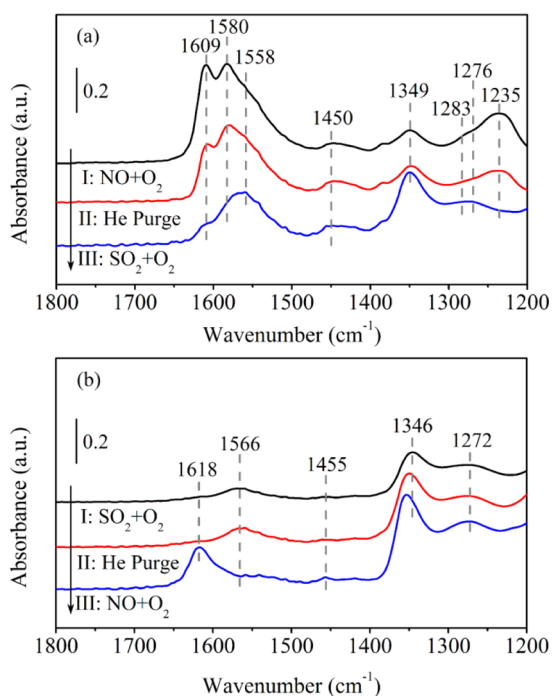 (a)
1580
1609
1558
1276
1450
1349
1283
1235
0.2
I: NO+O₂
II: He Purge
III: SO₂+O₂
Absorbance (a.u.)
1800 1700 1600 1500 1400 1300 1200
Wavenumber (cm⁻¹)
(b)
1346
1566
1272
1618
1455
0.2
I: SO₂+O₂
II: He Purge
III: NO+O₂
Absorbance (a.u.)
1800 1700 1600 1500 1400 1300 1200
Wavenumber (cm⁻¹)